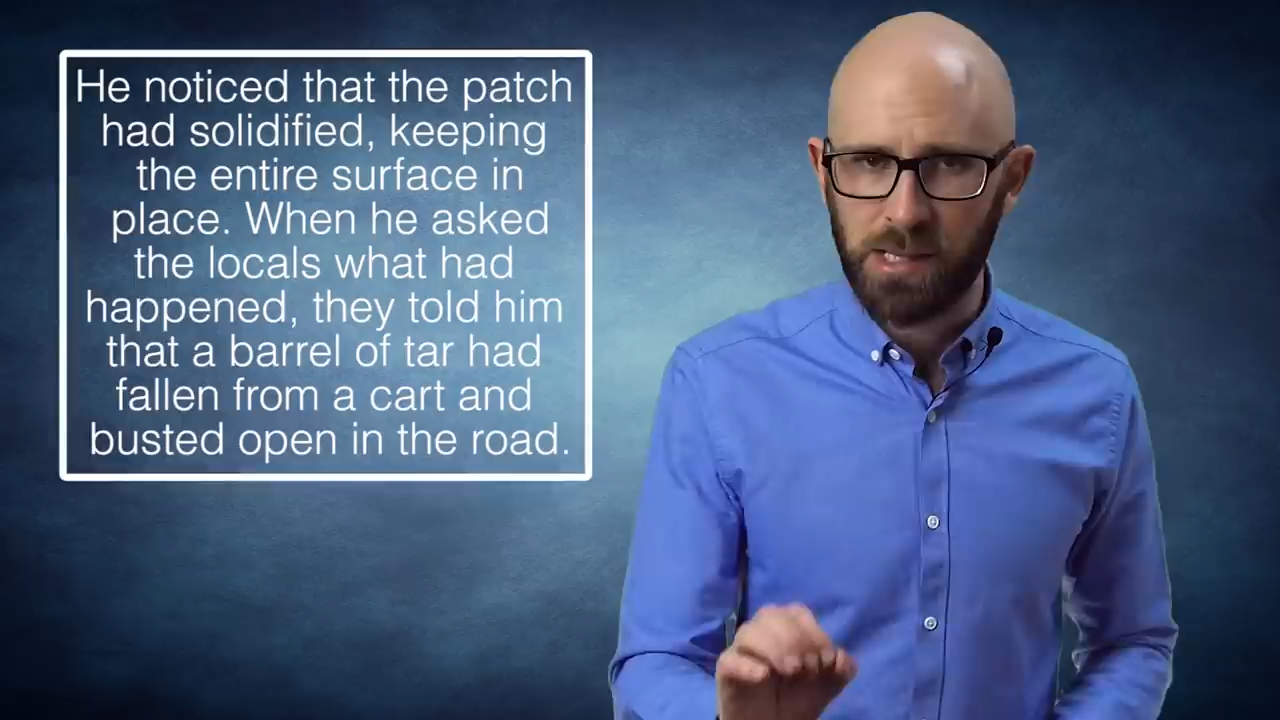 He noticed that the patch
had solidified, keeping
the entire surface in
place. When he asked
the locals what had
happened, they told him
that a barrel of tar had
fallen from a cart and
busted open in the road.